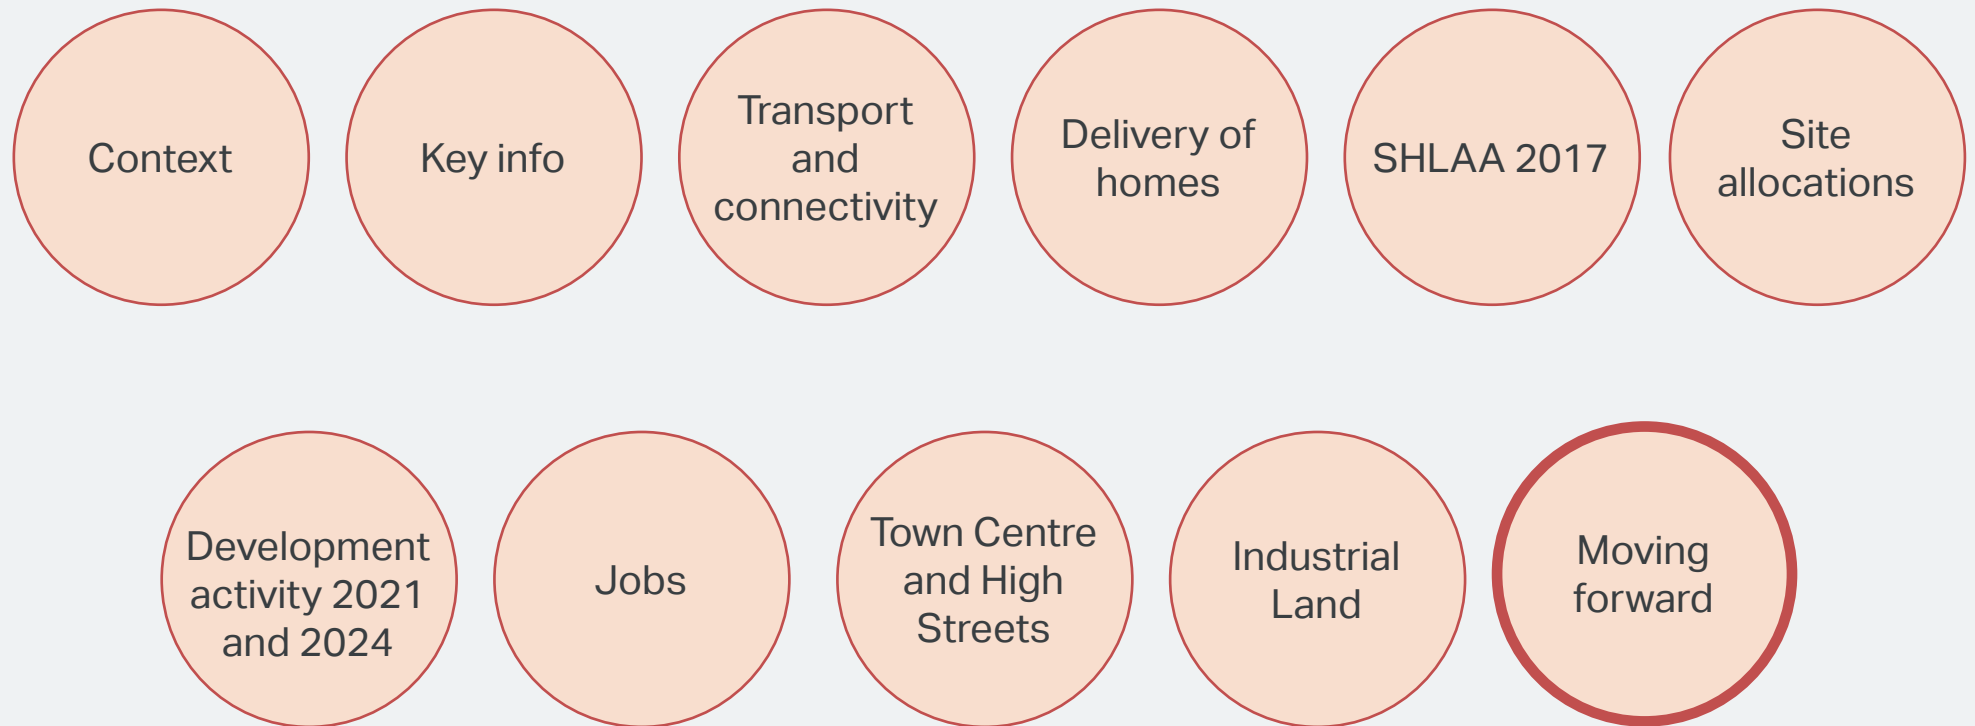 Context
Key info
Transport
and
connectivity
Delivery of
homes
SHLAA 2017
Site
allocations
Development
activity 2021
and 2024
Jobs
Town Centre
and High
Streets
Industrial
Land
Moving
forward